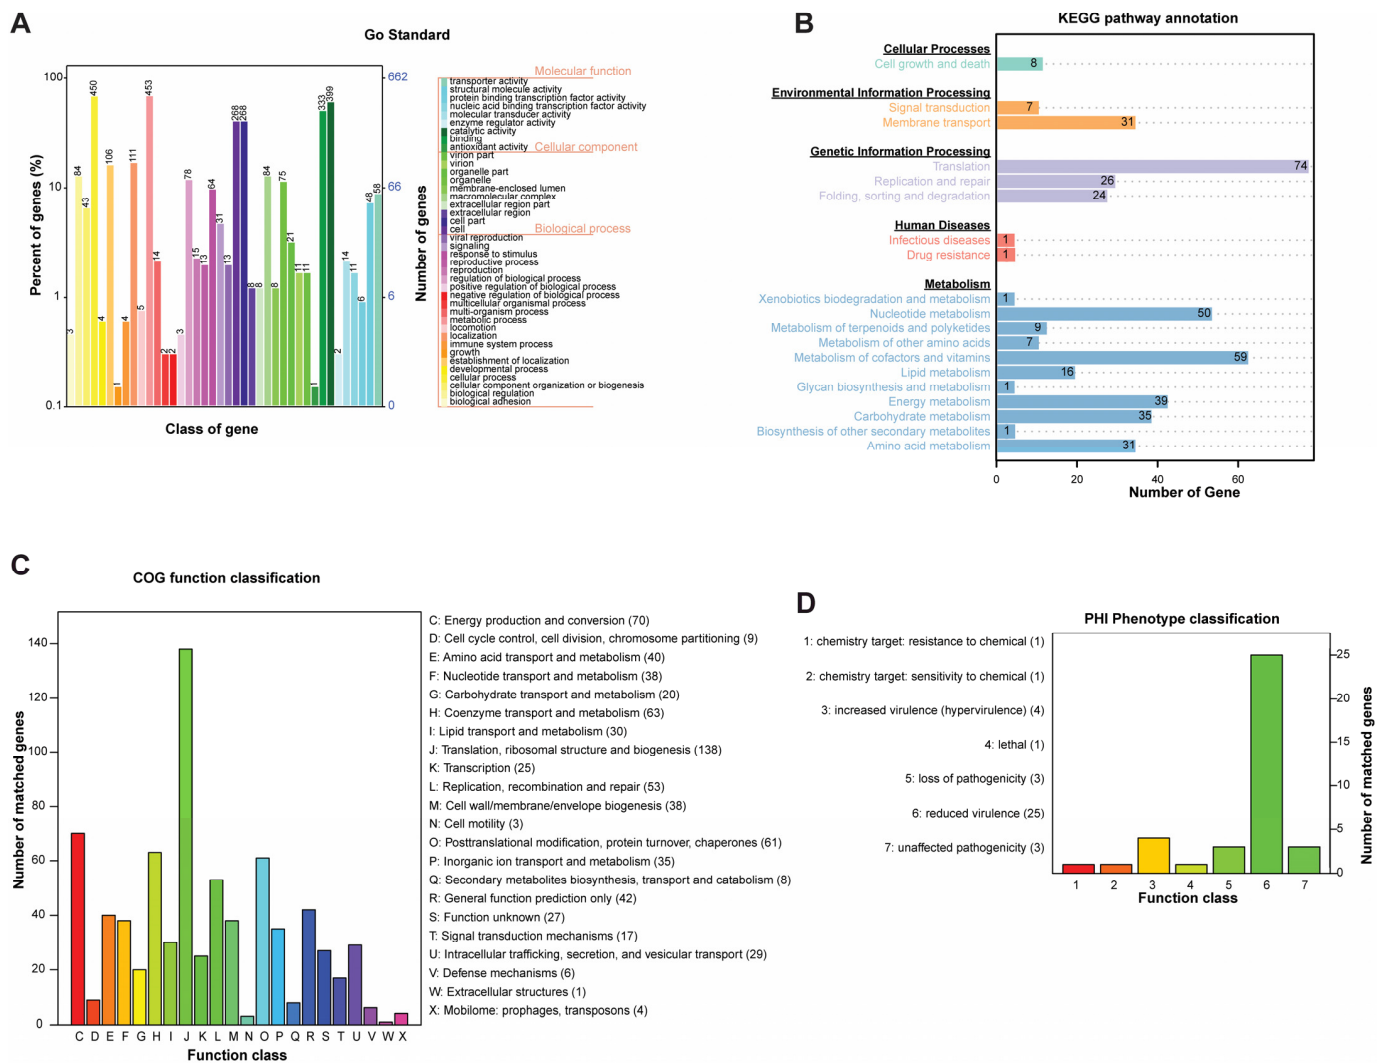 A
Go Standard
Percent of genes (%)
100
10
1
0.1
3
84
43
450
4
106
1
4
111
5
453
14
2
2
3
78
15
13
64
31
13
268
268
8
8
84
8
75
21
11
11
1
333
399
2
14
11
6
48
58
662
66
6
0
Number of genes
Class of gene
Molecular function
transporter activity
structural molecule activity
protein binding transcription factor activity
nucleic acid binding transcription factor activity
molecular transducer activity
enzyme regulator activity
catalytic activity
binding
antioxidant activity
Cellular component
virion part
virion
organelle part
organelle
membrane-enclosed lumen
macromolecular complex
extracellular region part
extracellular region
cell part
cell
Biological process
viral reproduction
signaling
response to stimulus
reproductive process
reproduction
regulation of biological process
positive regulation of biological process
negative regulation of biological process
multicellular organismal process
multi-organism process
metabolic process
locomotion
localization
immune system process
growth
establishment of localization
developmental process
cellular process
cellular component organization or biogenesis
biological regulation
biological adhesion
B
KEGG pathway annotation
Cellular Processes
Cell growth and death 8
Environmental Information Processing
Signal transduction 7
Membrane transport 31
Genetic Information Processing
Translation 74
Replication and repair 26
Folding, sorting and degradation 24
Human Diseases
Infectious diseases 1
Drug resistance 1
Metabolism
Xenobiotics biodegradation and metabolism 1
Nucleotide metabolism 50
Metabolism of terpenoids and polyketides 9
Metabolism of other amino acids 7
Metabolism of cofactors and vitamins 59
Lipid metabolism 16
Glycan biosynthesis and metabolism 1
Energy metabolism 39
Carbohydrate metabolism 35
Biosynthesis of other secondary metabolites 1
Amino acid metabolism 31
0 20 40 60
Number of Gene
C
COG function classification
Number of matched genes
140
120
100
80
60
40
20
0
C D E F G H I J K L M N O P Q R S T U V W X
Function class
C: Energy production and conversion (70)
D: Cell cycle control, cell division, chromosome partitioning (9)
E: Amino acid transport and metabolism (40)
F: Nucleotide transport and metabolism (38)
G: Carbohydrate transport and metabolism (20)
H: Coenzyme transport and metabolism (63)
I: Lipid transport and metabolism (30)
J: Translation, ribosomal structure and biogenesis (138)
K: Transcription (25)
L: Replication, recombination and repair (53)
M: Cell wall/membrane/envelope biogenesis (38)
N: Cell motility (3)
O: Posttranslational modification, protein turnover, chaperones (61)
P: Inorganic ion transport and metabolism (35)
Q: Secondary metabolites biosynthesis, transport and catabolism (8)
R: General function prediction only (42)
S: Function unknown (27)
T: Signal transduction mechanisms (17)
U: Intracellular trafficking, secretion, and vesicular transport (29)
V: Defense mechanisms (6)
W: Extracellular structures (1)
X: Mobilome: prophages, transposons (4)
D
PHI Phenotype classification
1: chemistry target: resistance to chemical (1)
2: chemistry target: sensitivity to chemical (1)
3: increased virulence (hypervirulence) (4)
4: lethal (1)
5: loss of pathogenicity (3)
6: reduced virulence (25)
7: unaffected pathogenicity (3)
25
20
15
10
5
0
Number of matched genes
1 2 3 4 5 6 7
Function class